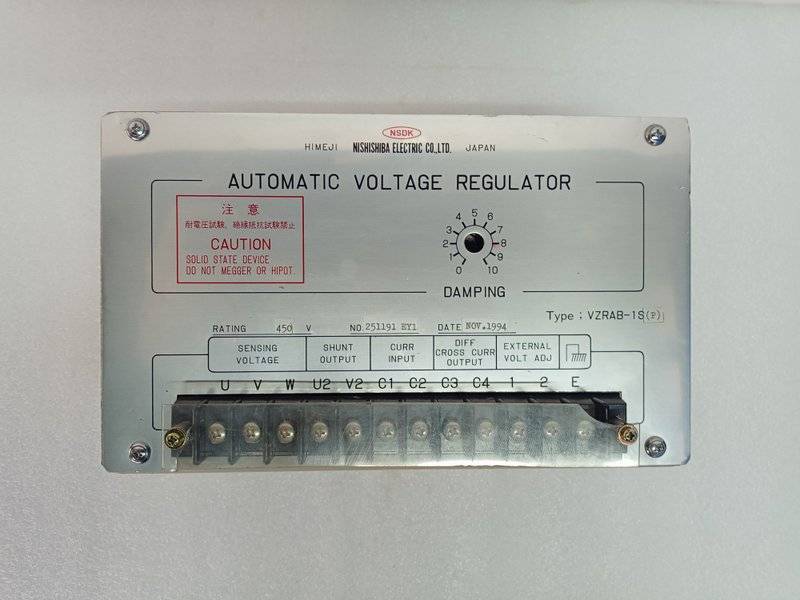 NSDK
HIMEJI NISHISHIBA ELECTRIC CO.,LTD. JAPAN
AUTOMATIC VOLTAGE REGULATOR
注 意
耐電圧試験、絶縁抵抗試験禁止
CAUTION
SOLID STATE DEVICE
DO NOT MEGGER OR HIPOT.
0 1 2 3 4 5 6 7 8 9 10
DAMPING
Type : VZRAB-1S(P)
RATING 450 V NO. 251191 EY1 DATE NOV.1994
SENSING VOLTAGE
SHUNT OUTPUT
CURR INPUT
DIFF CROSS CURR OUTPUT
EXTERNAL VOLT ADJ
U V W U2 V2 C1 C2 C3 C4 1 2 E